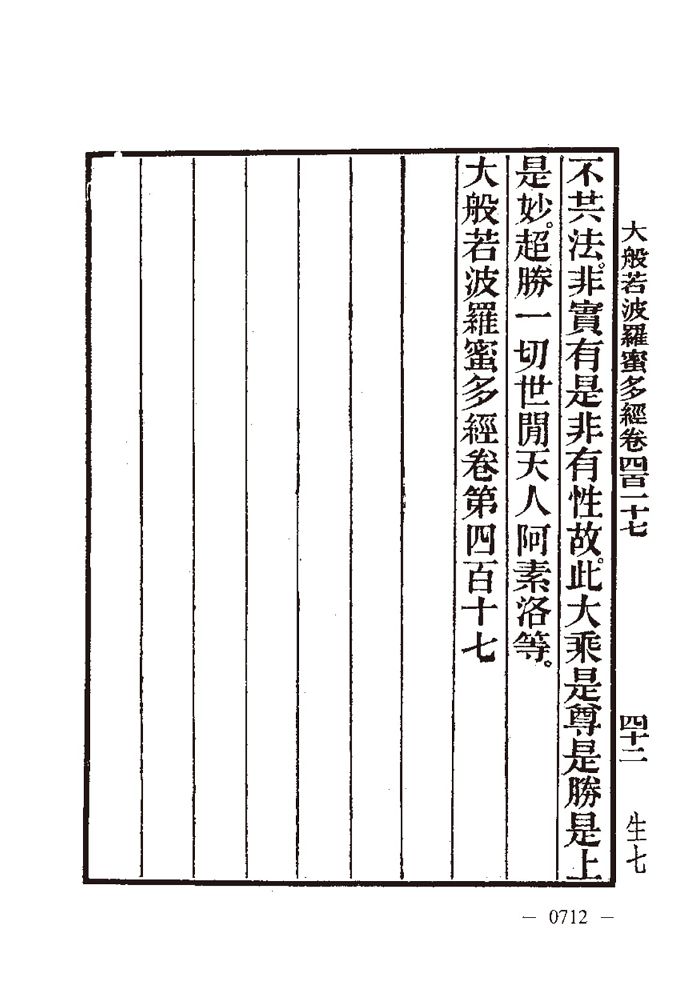 大般若波羅蜜多經卷四百一十七 四十二 生七
不共法。非實有是非有性故。此大乘是尊是勝是上
是妙。超勝一切世閒天人阿素洛等。
大般若波羅蜜多經卷第四百十七
— 0712 —